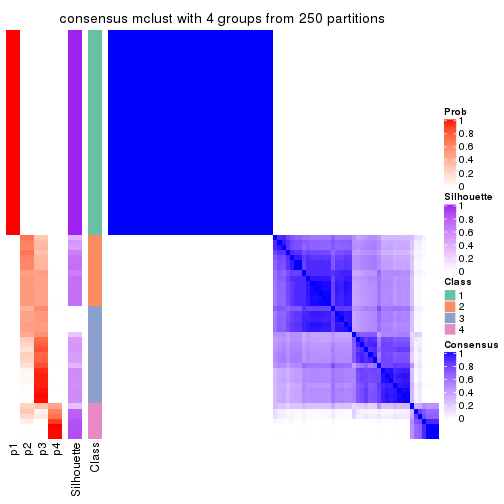 consensus mclust with 4 groups from 250 partitions
Prob
1
0.8
0.6
0.4
0.2
0
Silhouette
1
0.8
0.6
0.4
0.2
0
Class
1
2
3
4
Consensus
1
0.8
0.6
0.4
0.2
0
p1
p2
p3
p4
Silhouette
Class